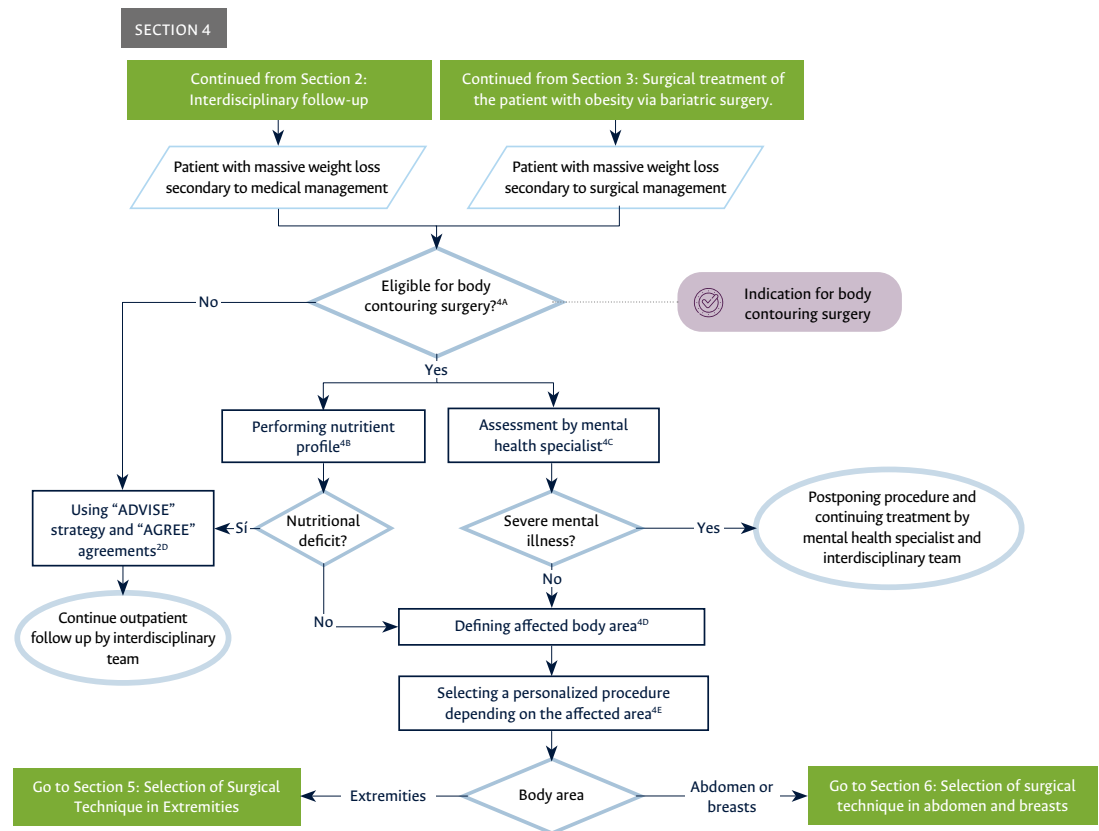 SECTION 4
Continued from Section 2:
Interdisciplinary follow-up
Continued from Section 3: Surgical treatment of
the patient with obesity via bariatric surgery.
Patient with massive weight loss
secondary to medical management
Patient with massive weight loss
secondary to surgical management
Eligible for body
contouring surgery?4A
No
Indication for body
contouring surgery
Yes
Performing nutritient
profile4B
Assessment by mental
health specialist4C
Using “ADVISE”
strategy and “AGREE”
agreements2D
Sí
Nutritional
deficit?
Severe mental
illness?
Yes
Postponing procedure and
continuing treatment by
mental health specialist and
interdisciplinary team
No
Continue outpatient
follow up by interdisciplinary
team
No
Defining affected body area4D
Selecting a personalized procedure
depending on the affected area4E
Go to Section 5: Selection of Surgical
Technique in Extremities
Extremities
Body area
Abdomen or
breasts
Go to Section 6: Selection of surgical
technique in abdomen and breasts